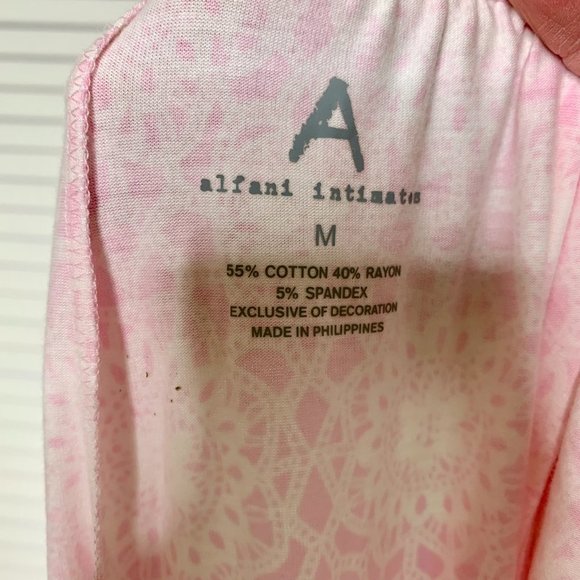 A
alfani intimates
M
55% COTTON 40% RAYON
5% SPANDEX
EXCLUSIVE OF DECORATION
MADE IN PHILIPPINES